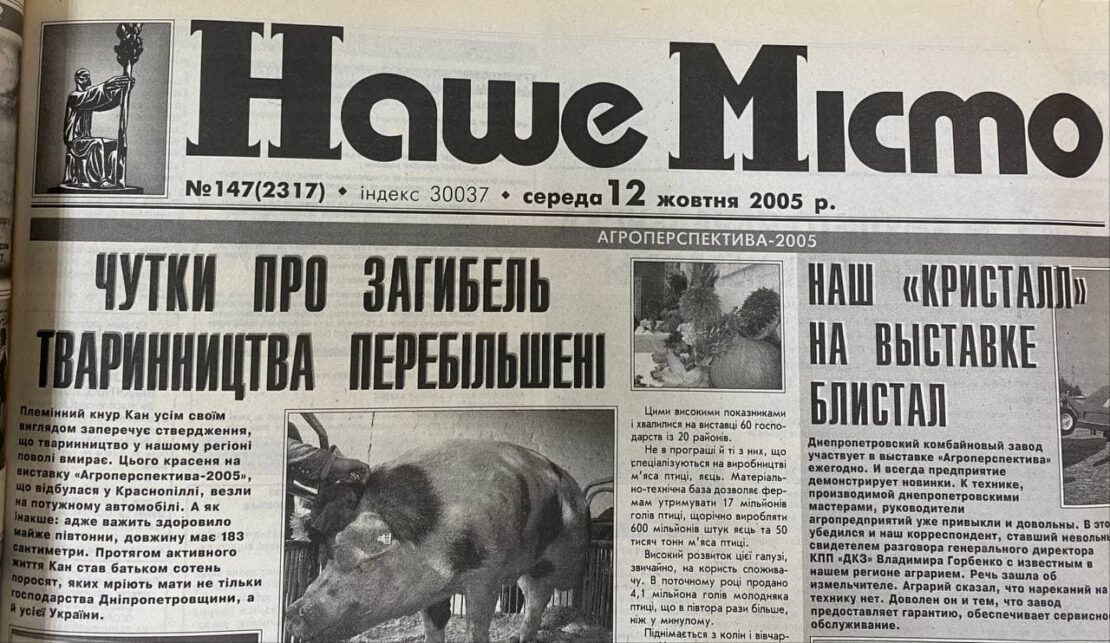 Наше Місто
№147(2317) • індекс 30037 • середа 12 жовтня 2005 р.
АГРОПЕРСПЕКТИВА-2005
ЧУТКИ ПРО ЗАГИБЕЛЬ
ТВАРИННИЦТВА ПЕРЕБІЛЬШЕНІ
Племінний кнур Кан усім своїм
виглядом заперечує ствердження,
що тваринництво у нашому регіоні
поволі вмирає. Цього красеня на
виставку «Агроперспектива-2005»,
що відбулася у Краснопіллі, везли
на потужному автомобілі. А як
інакше: адже важить здоровило
майже півтонни, довжину має 183
сантиметри. Протягом активного
життя Кан став батьком сотень
поросят, яких мріють мати не тільки
господарства Дніпропетровщини, а
й усієї України.
Цими високими показниками
і хвалилися на виставці 60 госпо-
дарств із 20 районів.
Не в програші й ті з них, що
спеціалізуються на виробництві
м'яса птиці, яєць. Матеріаль-
но-технічна база дозволяє фер-
мам утримувати 17 мільйонів
голів птиці, щорічно виробляти
600 мільйонів штук яєць та 50
тисяч тонн м'яса птиці.
Високий розвиток цієї галузі,
звичайно, на користь спожива-
чу. В поточному році продано
4,1 мільйона голів молодняка
птиці, що в півтора рази більше,
ніж у минулому.
Піднімається з колін і вівчар-
НАШ «КРИСТАЛЛ»
НА ВЫСТАВКЕ
БЛИСТАЛ
Днепропетровский комбайновый завод
участвует в выставке «Агроперспектива»
ежегодно. И всегда предприятие
демонстрирует новинки. К технике,
производимой днепропетровскими
мастерами, руководители
агропредприятий уже привыкли и довольны. В этом
убедился и наш корреспондент, ставший невольным
свидетелем разговора генерального директора
КПП «ДКЗ» Владимира Горбенко с известным в
нашем регионе аграрием. Речь зашла об
измельчителе. Аграрий сказал, что нареканий на
технику нет. Доволен он и тем, что завод
предоставляет гарантию, обеспечивает сервисное
обслуживание.